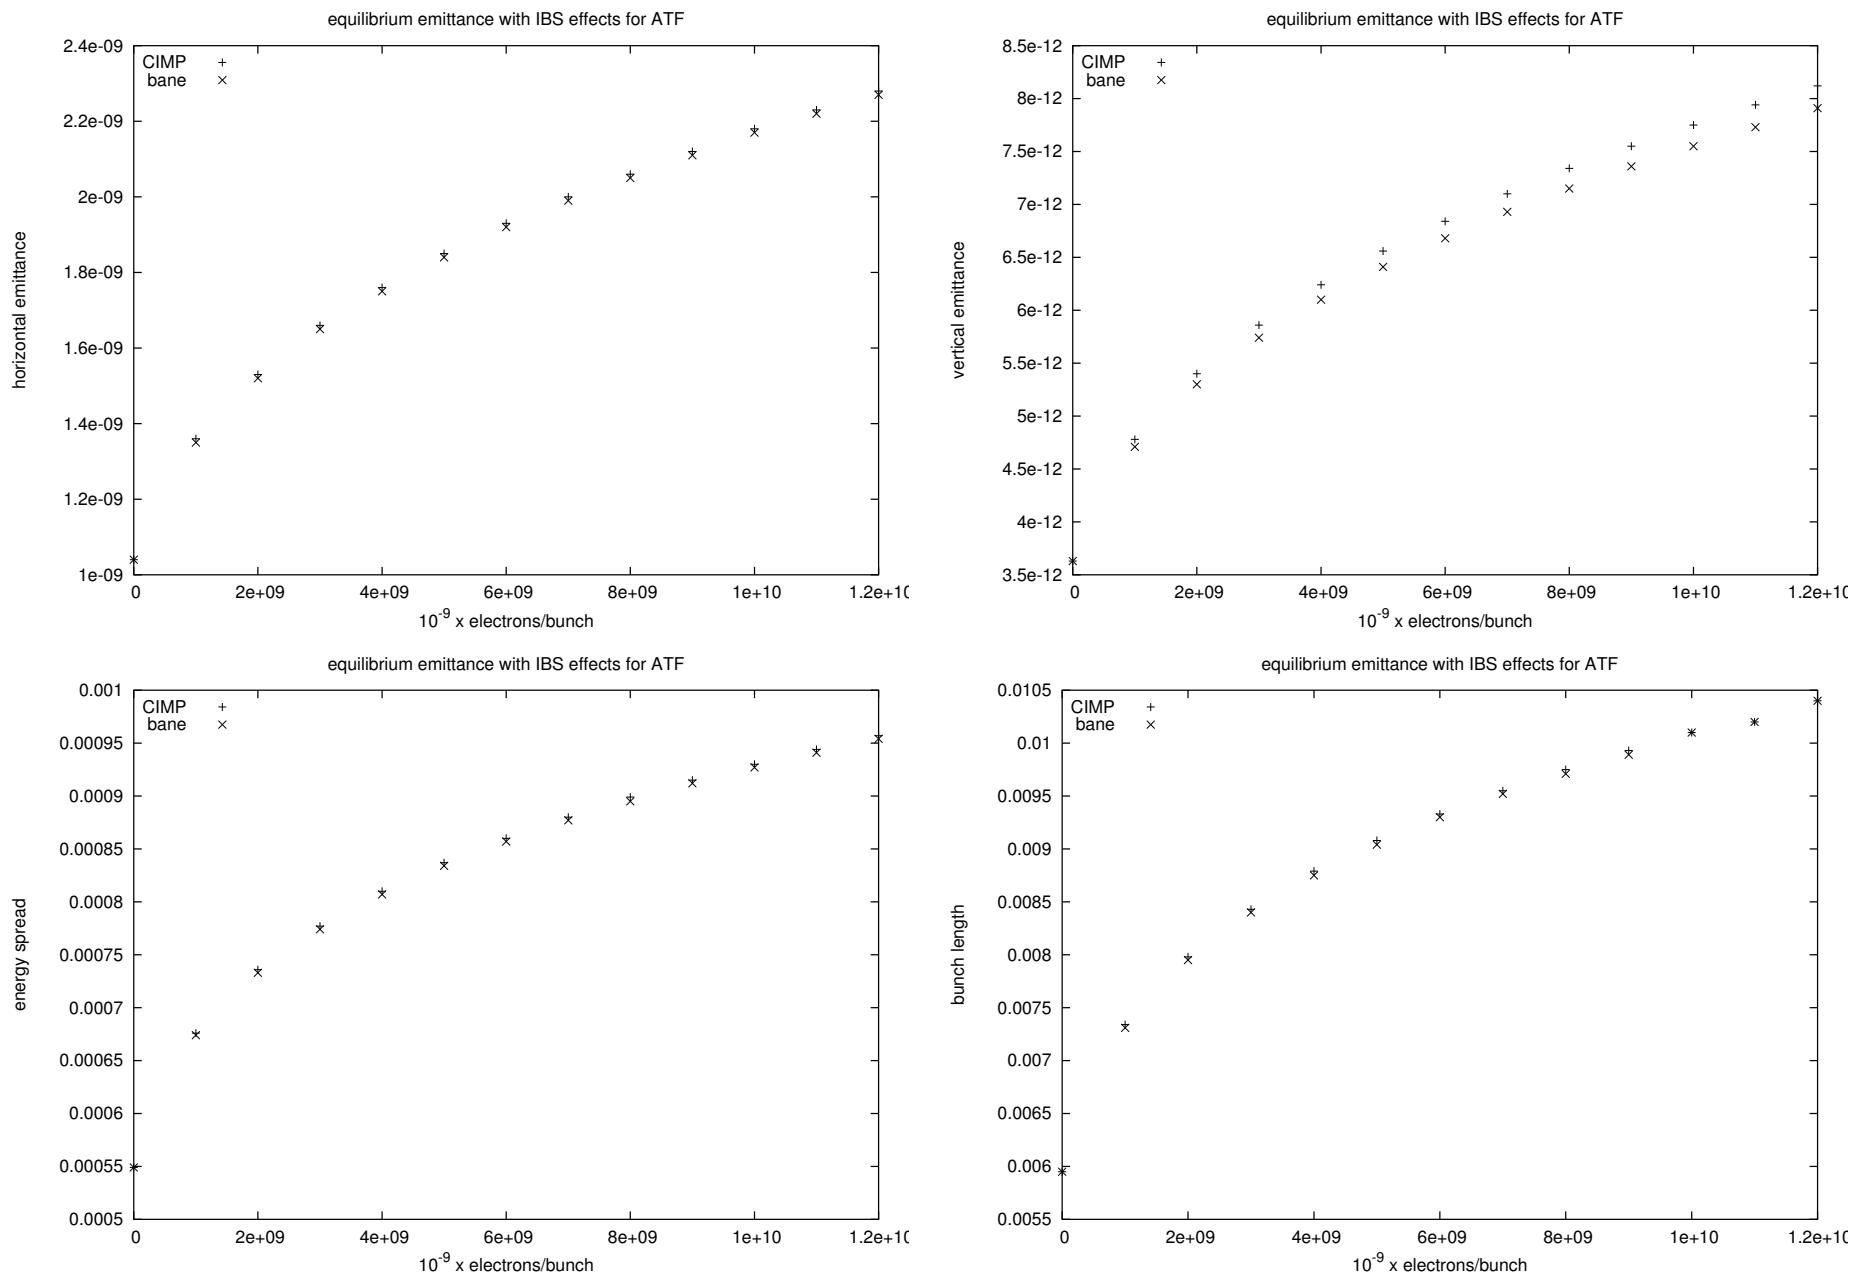 equilibrium emittance with IBS effects for ATF
2.4e-09
2.2e-09
2e-09
1.8e-09
1.6e-09
1.4e-09
1.2e-09
1e-09
horizontal emittance
CIMP
bane
0 2e+09 4e+09 6e+09 8e+09 1e+10 1.2e+10
10-9 x electrons/bunch
equilibrium emittance with IBS effects for ATF
8.5e-12
8e-12
7.5e-12
7e-12
6.5e-12
6e-12
5.5e-12
5e-12
4.5e-12
4e-12
3.5e-12
vertical emittance
CIMP
bane
0 2e+09 4e+09 6e+09 8e+09 1e+10 1.2e+10
10-9 x electrons/bunch
equilibrium emittance with IBS effects for ATF
0.001
0.00095
0.0009
0.00085
0.0008
0.00075
0.0007
0.00065
0.0006
0.00055
0.0005
energy spread
CIMP
bane
0 2e+09 4e+09 6e+09 8e+09 1e+10 1.2e+10
10-9 x electrons/bunch
equilibrium emittance with IBS effects for ATF
0.0105
0.01
0.0095
0.009
0.0085
0.008
0.0075
0.007
0.0065
0.006
0.0055
bunch length
CIMP
bane
0 2e+09 4e+09 6e+09 8e+09 1e+10 1.2e+10
10-9 x electrons/bunch